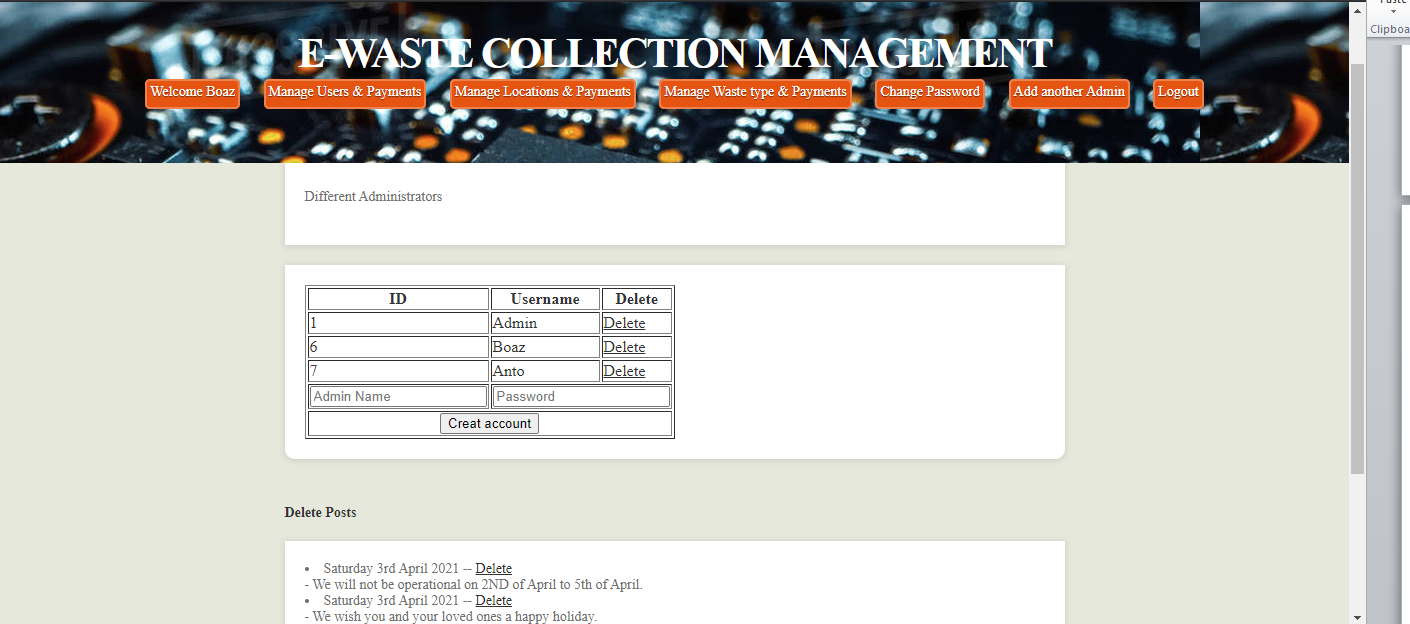 E-WASTE COLLECTION MANAGEMENT
Welcome Boaz Manage Users & Payments Manage Locations & Payments Manage Waste type & Payments Change Password Add another Admin Logout
Different Administrators
ID Username Delete
1 Admin Delete
6 Boaz Delete
7 Anto Delete
Admin Name Password
Creat account
Delete Posts
• Saturday 3rd April 2021 -- Delete
- We will not be operational on 2ND of April to 5th of April.
• Saturday 3rd April 2021 -- Delete
- We wish you and your loved ones a happy holiday.